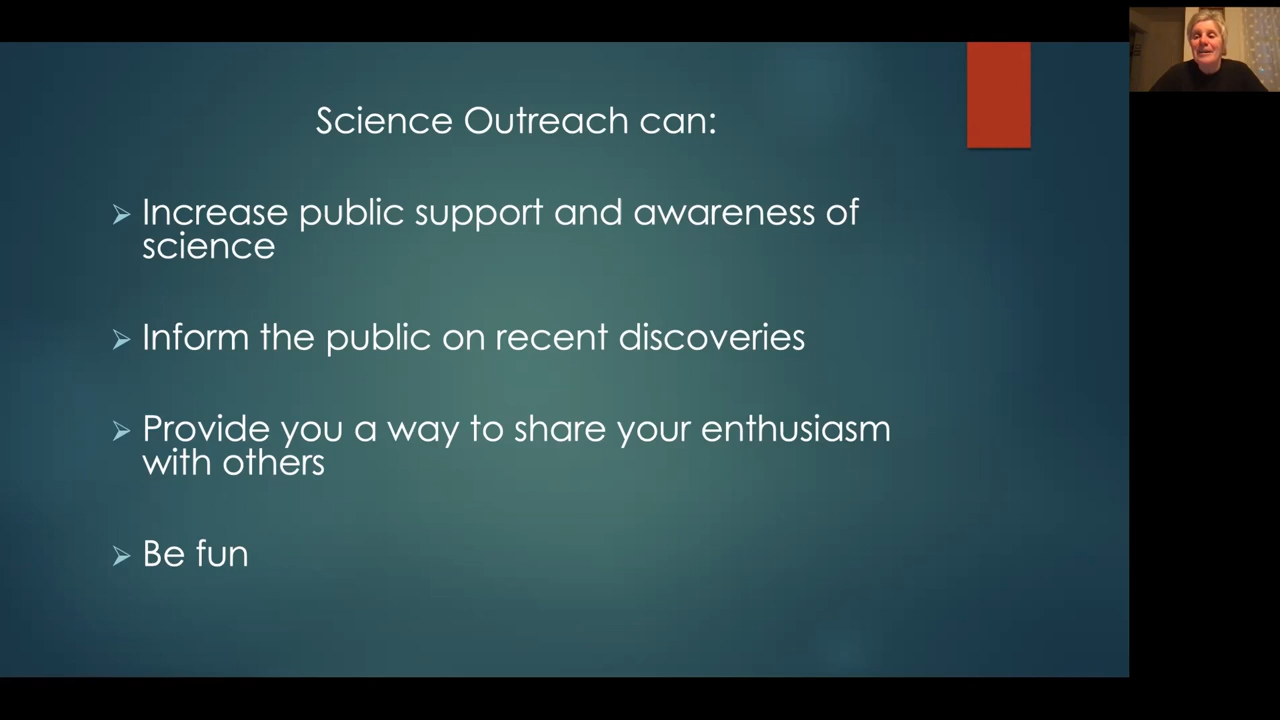 Science Outreach can:
Increase public support and awareness of
science
Inform the public on recent discoveries
Provide you a way to share your enthusiasm
with others
Be fun